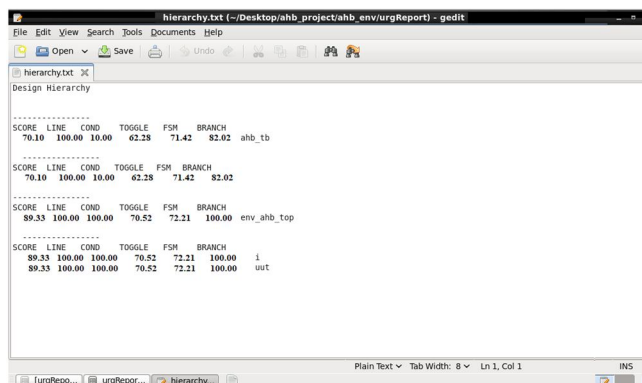 hierarchy.txt (~/Desktop/ahb_project/ahb_env/urgReport) - gedit
File Edit View Search Tools Documents Help
Open Save Undo
hierarchy.txt
Design Hierarchy
----------------
SCORE LINE COND TOGGLE FSM BRANCH
70.10 100.00 10.00 62.28 71.42 82.02 ahb_tb
----------------
SCORE LINE COND TOGGLE FSM BRANCH
70.10 100.00 10.00 62.28 71.42 82.02
----------------
SCORE LINE COND TOGGLE FSM BRANCH
89.33 100.00 100.00 70.52 72.21 100.00 env_ahb_top
----------------
SCORE LINE COND TOGGLE FSM BRANCH
89.33 100.00 100.00 70.52 72.21 100.00 i
89.33 100.00 100.00 70.52 72.21 100.00 uut
Plain Text Tab Width: 8 Ln 1, Col 1 INS
[urgRepo... urgRepor... hierarchy...